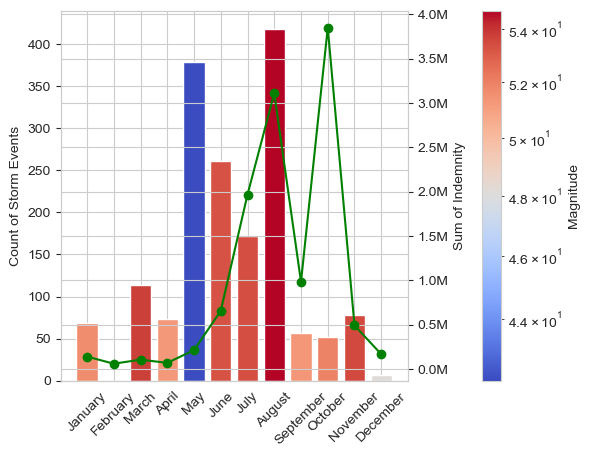 Count of Storm Events
400
350
300
250
200
150
100
50
0
January
February
March
April
May
June
July
August
September
October
November
December
4.0M
3.5M
3.0M
2.5M
2.0M
1.5M
1.0M
0.5M
0.0M
Sum of Indemnity
5.4 × 10¹
5.2 × 10¹
5 × 10¹
4.8 × 10¹
4.6 × 10¹
4.4 × 10¹
Magnitude